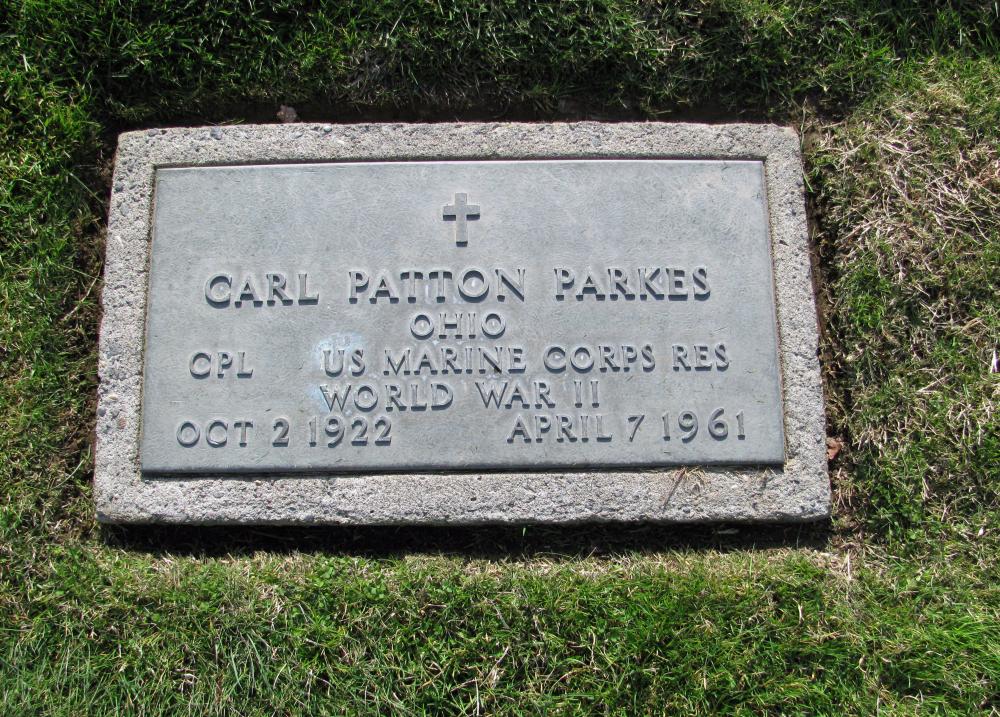 CARL PATTON PARKES
OHIO
CPL US MARINE CORPS RES
WORLD WAR II
OCT 2 1922 APRIL 7 1961